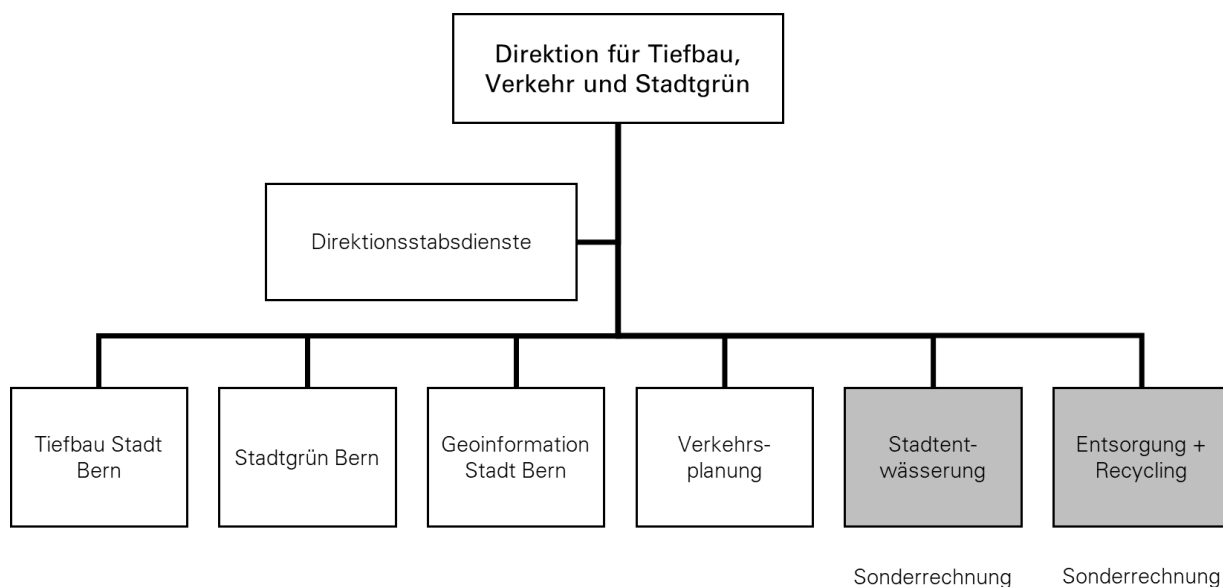 Direktion für Tiefbau,
Verkehr und Stadtgrün
Direktionsstabsdienste
Tiefbau Stadt
Bern
Stadtgrün Bern
Geoinformation
Stadt Bern
Verkehrs-
planung
Stadtent-
wässerung
Entsorgung +
Recycling
Sonderrechnung
Sonderrechnung